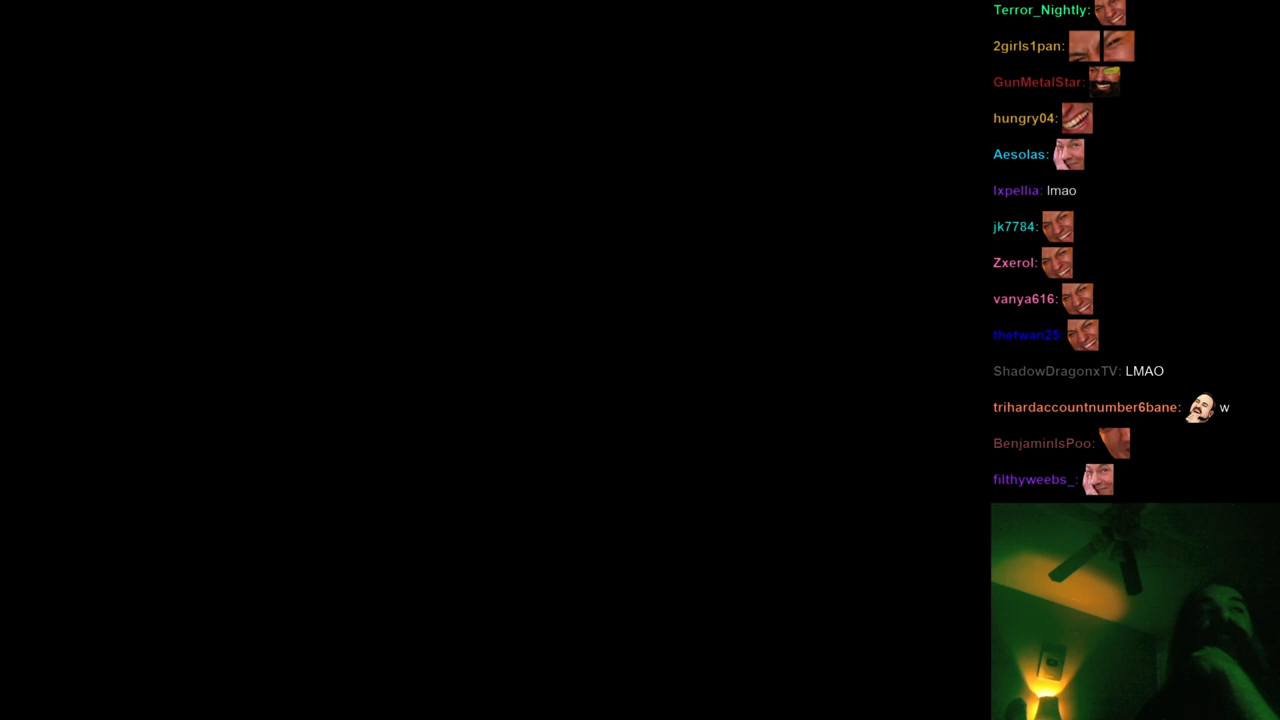 Terror_Nightly:
2girls1pan:
GunMetalStar:
hungry04:
Aesolas:
Ixpellia: lmao
jk7784:
Zxerol:
vanya616:
thetwan25:
ShadowDragonxTV: LMAO
trihardaccountnumber6bane: w
BenjaminIsPoo:
filthyweebs_: